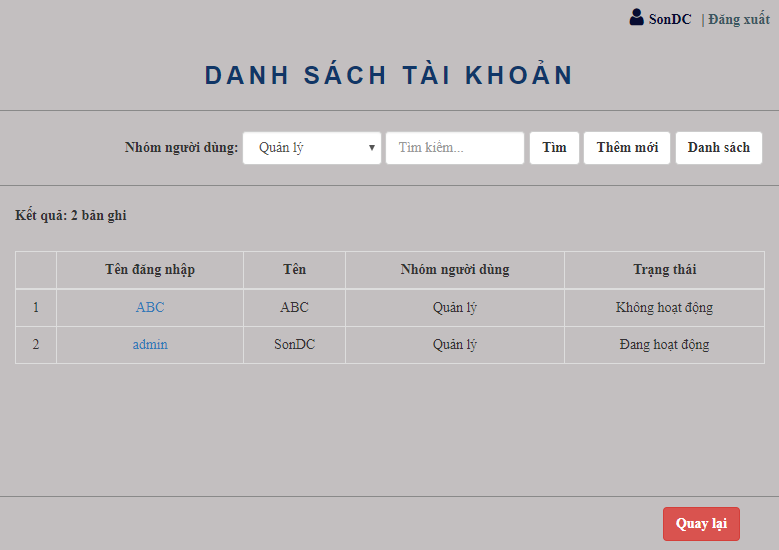 SonDC | Đăng xuất
DANH SÁCH TÀI KHOẢN
Nhóm người dùng: Quản lý Tìm kiếm... Tìm Thêm mới Danh sách
Kết quả: 2 bản ghi
Tên đăng nhập Tên Nhóm người dùng Trạng thái
1 ABC ABC Quản lý Không hoạt động
2 admin SonDC Quản lý Đang hoạt động
Quay lại